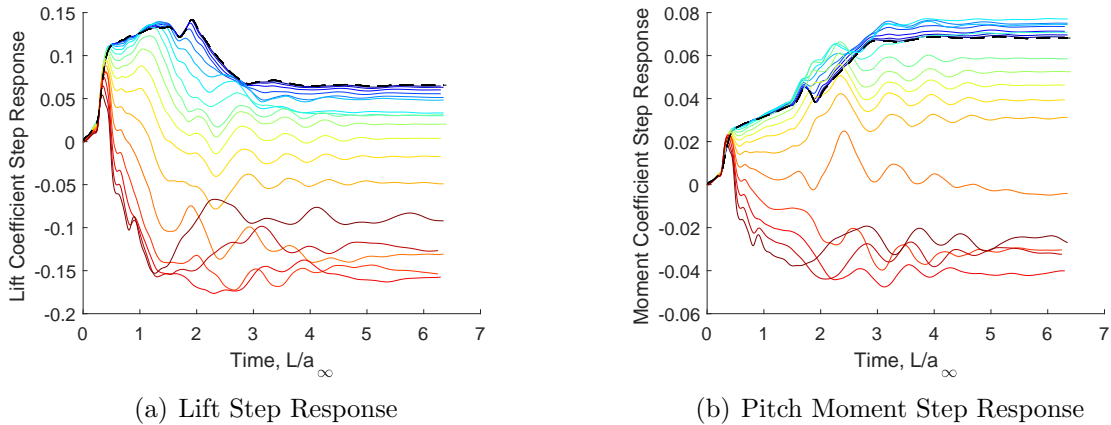 0.15
0.1
0.05
0
-0.05
-0.1
-0.15
-0.2
0 1 2 3 4 5 6 7
Lift Coefficient Step Response
Time, L/a∞
(a) Lift Step Response
0.08
0.06
0.04
0.02
0
-0.02
-0.04
-0.06
0 1 2 3 4 5 6 7
Moment Coefficient Step Response
Time, L/a∞
(b) Pitch Moment Step Response